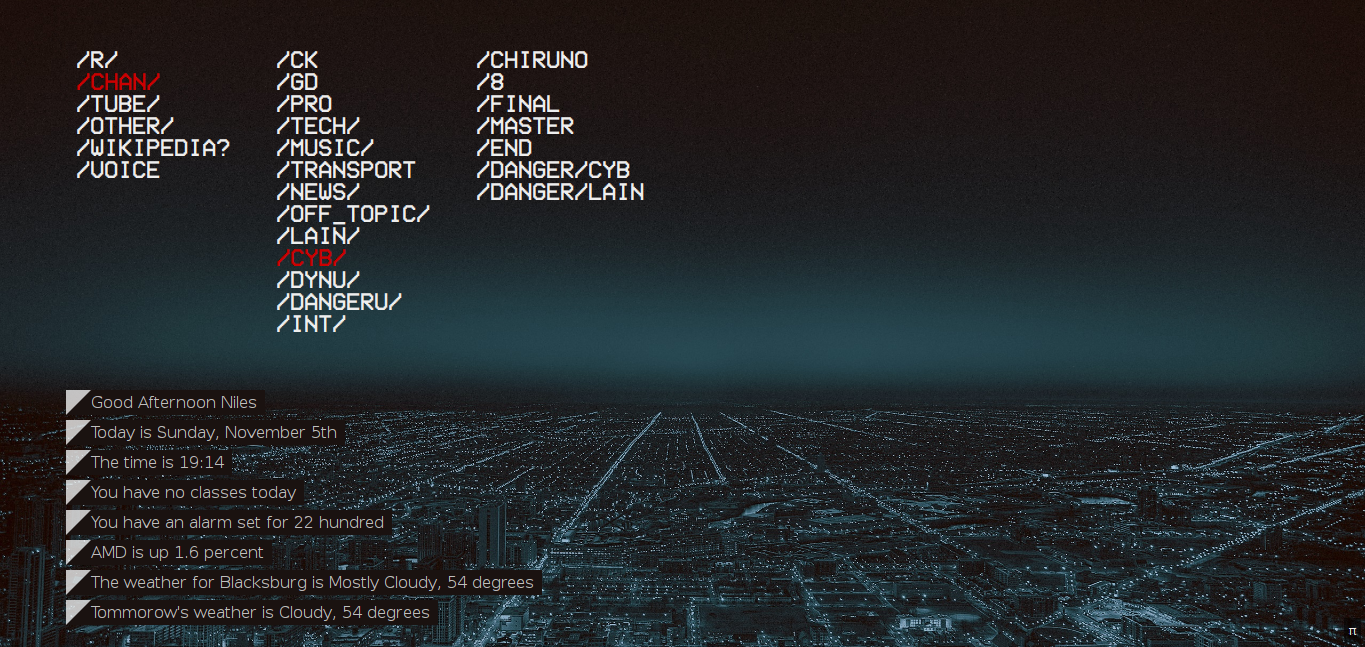 /R/
/CHAN/
/TUBE/
/OTHER/
/WIKIPEDIA?
/VOICE
/CK
/GD
/PRO
/TECH/
/MUSIC/
/TRANSPORT
/NEWS/
/OFF_TOPIC/
/LAIN/
/CYB/
/DYNU/
/DANGERU/
/INT/
/CHIRUNO
/8
/FINAL
/MASTER
/END
/DANGER/CYB
/DANGER/LAIN
Good Afternoon Niles
Today is Sunday, November 5th
The time is 19:14
You have no classes today
You have an alarm set for 22 hundred
AMD is up 1.6 percent
The weather for Blacksburg is Mostly Cloudy, 54 degrees
Tommorow's weather is Cloudy, 54 degrees
π